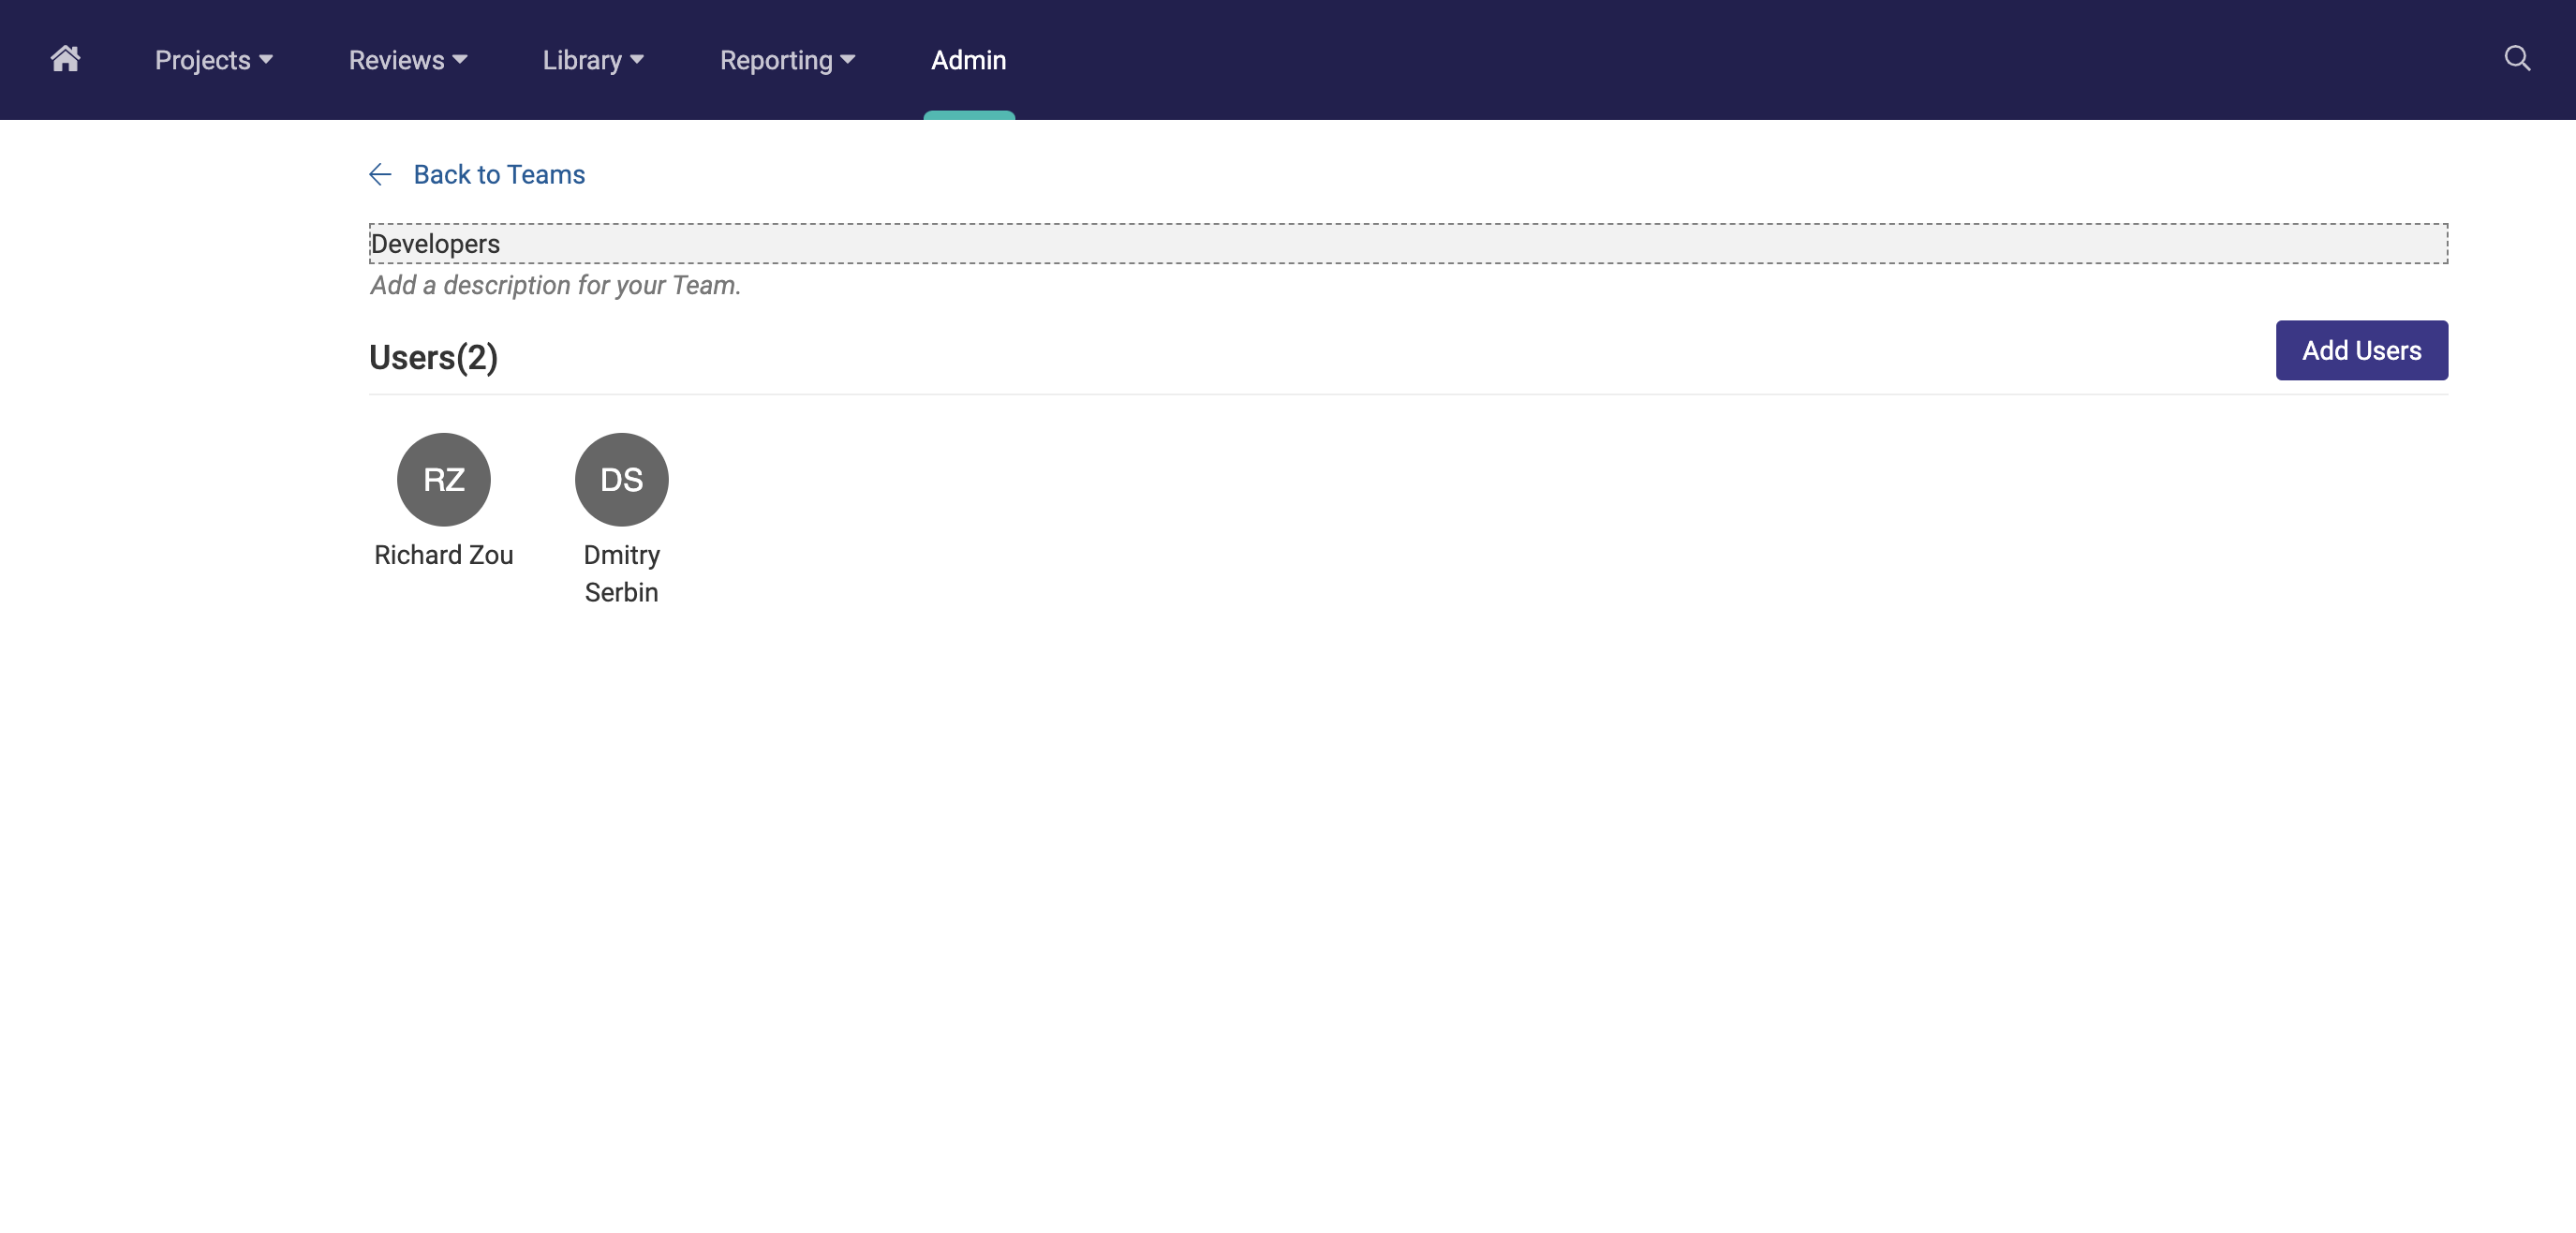 Projects Reviews Library Reporting Admin
Back to Teams
Developers
Add a description for your Team.
Users(2)
Add Users
RZ
DS
Richard Zou
Dmitry
Serbin